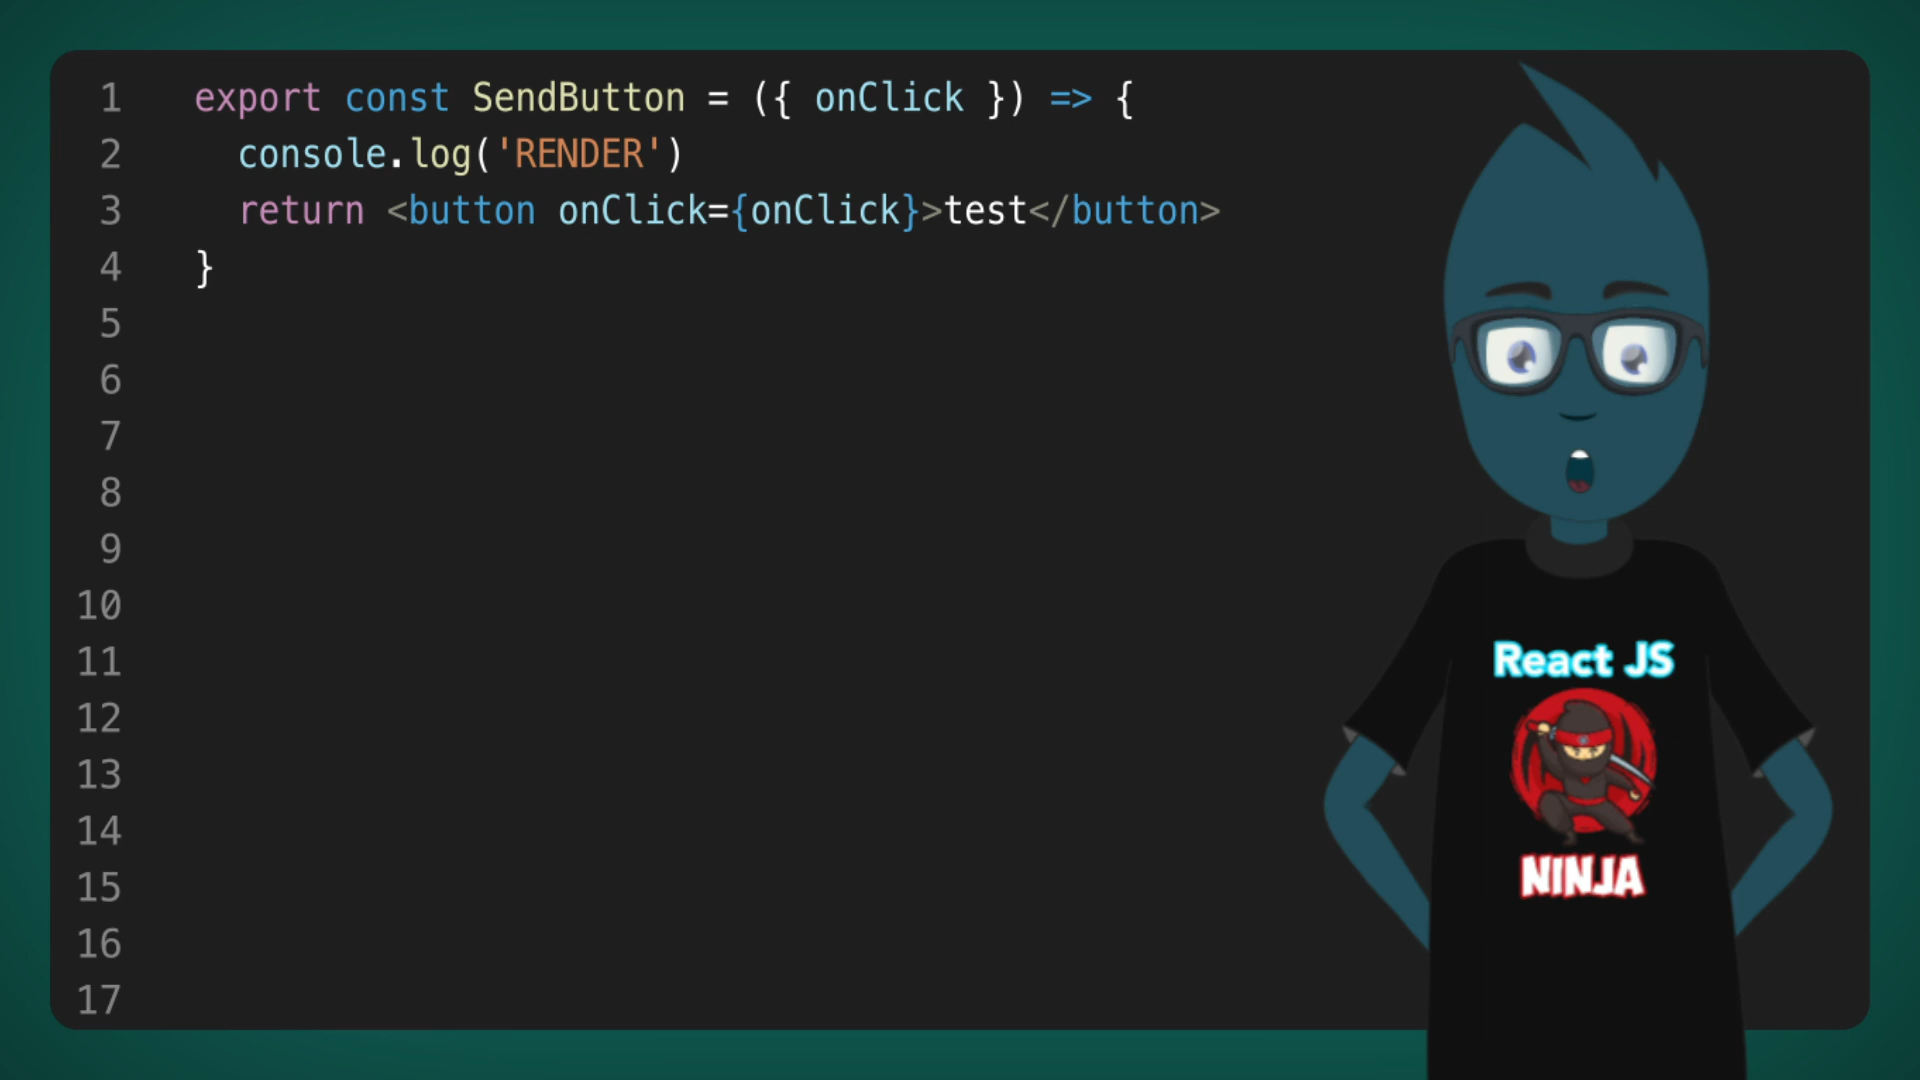 1 export const SendButton = ({ onClick }) => {
2 console.log('RENDER')
3 return <button onClick={onClick}>test</button>
4 }
5
6
7
8
9
10
11
12
13
14
15
16
17
React JS
NINJA